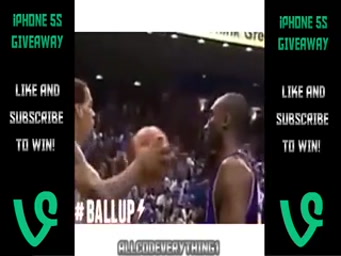 IPHONE 5S
GIVEAWAY
LIKE AND
SUBSCRIBE
TO WIN!
#BALLUP
ALLCODEVERYTHING1
IPHONE 5S
GIVEAWAY
LIKE AND
SUBSCRIBE
TO WIN!